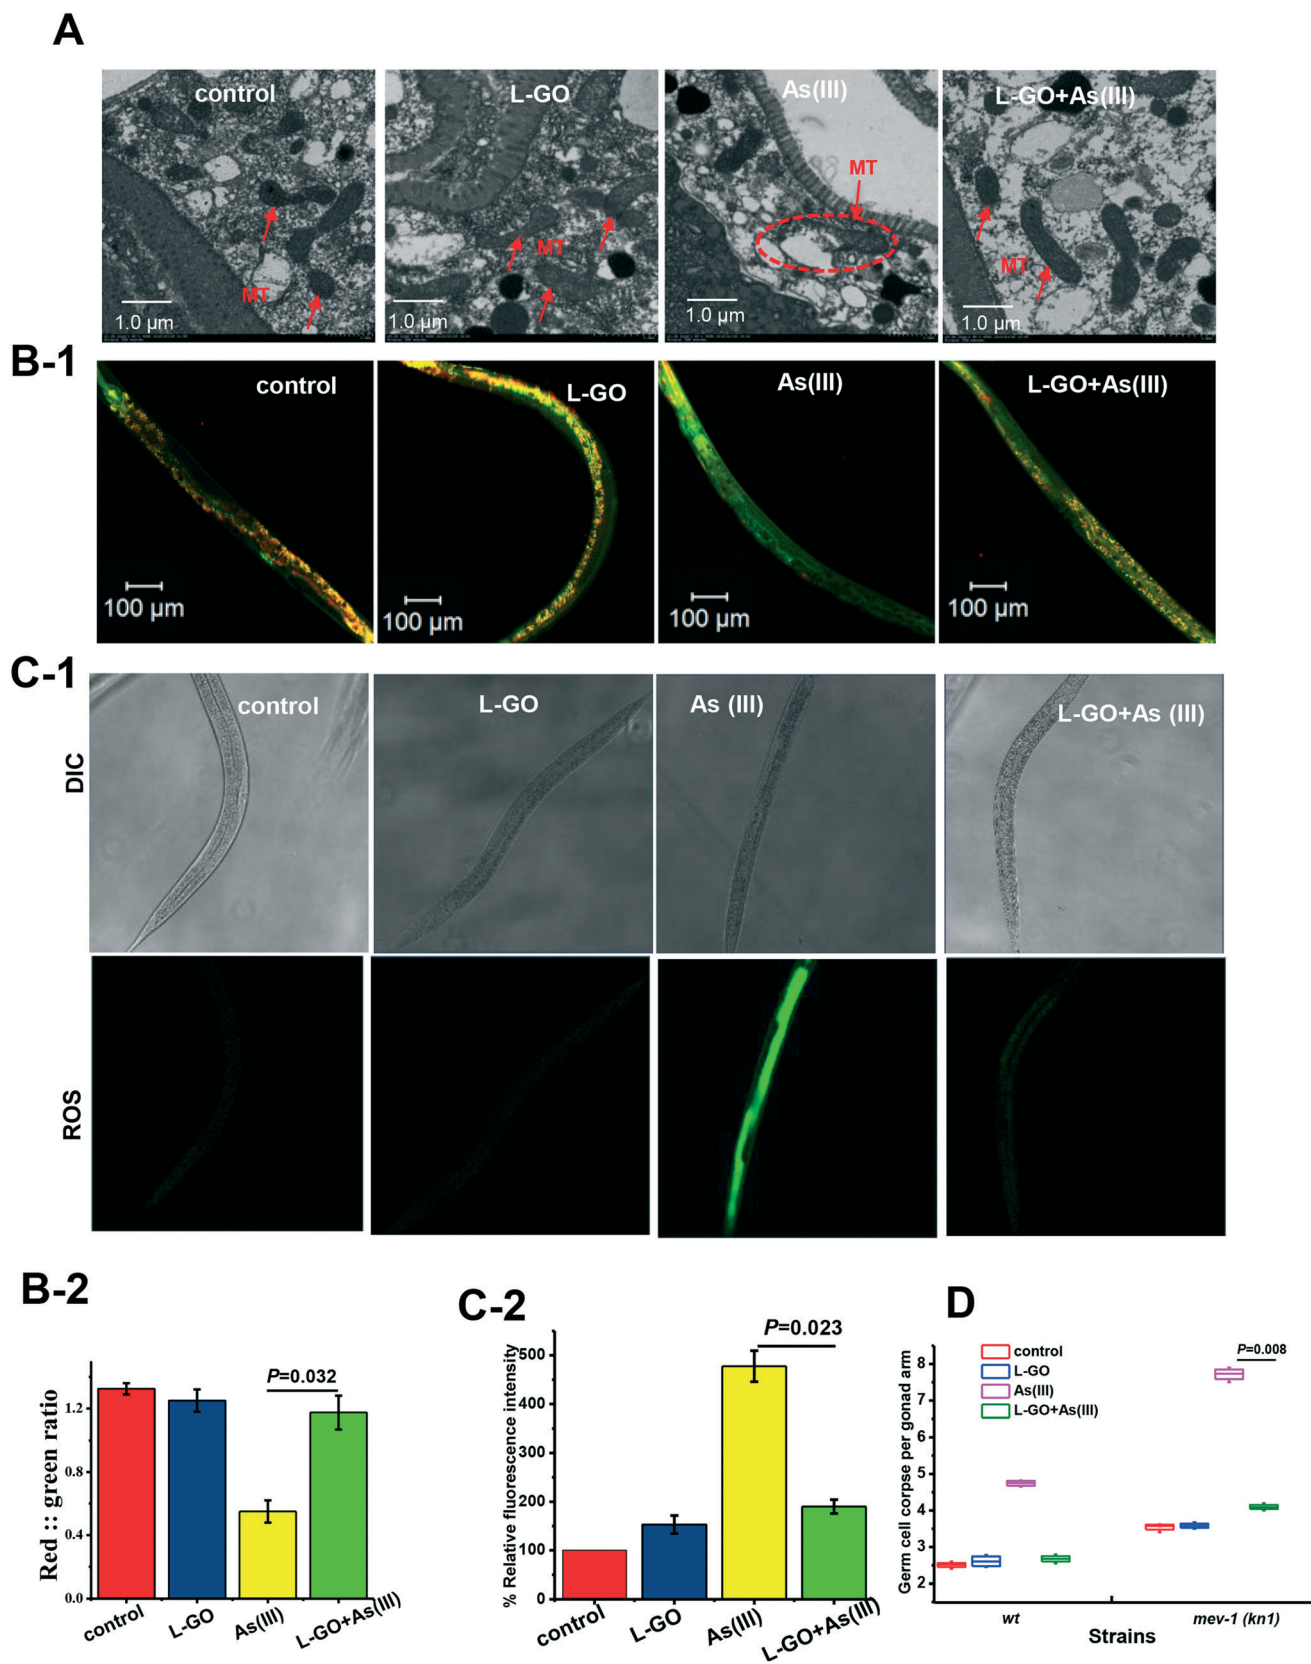 A
control
L-GO
As(III)
L-GO+As(III)
MT
MT
MT
MT
1.0 µm
1.0 µm
1.0 µm
1.0 µm
B-1
control
L-GO
As(III)
L-GO+As(III)
100 µm
100 µm
100 µm
100 µm
C-1
DIC
control
L-GO
As (III)
L-GO+As (III)
ROS
B-2
P=0.032
Red :: green ratio
1.2
0.8
0.4
0.0
control
L-GO
As(III)
L-GO+As(III)
C-2
P=0.023
% Relative fluorescence intensity
500
400
300
200
100
0
control
L-GO
As(III)
L-GO+As(III)
D
control
L-GO
As(III)
L-GO+As(III)
P=0.008
Germ cell corpse per gonad arm
8
7
6
5
4
3
2
wt
mev-1 (kn1)
Strains